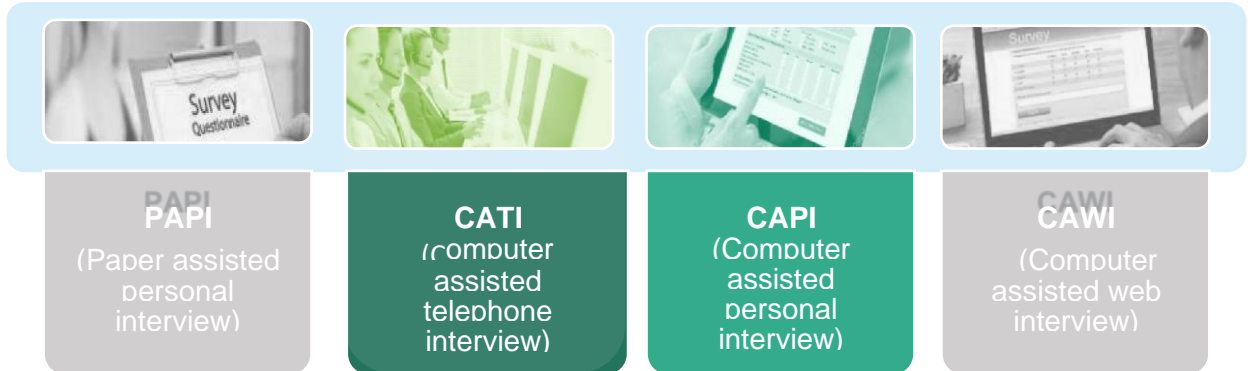 Survey
Questionnaire
Survey
PAPI
PAPI
(Paper assisted
personal
interview)
CATI
(Computer
assisted
telephone
interview)
CAPI
(Computer
assisted
personal
interview)
CAWI
CAWI
(Computer
assisted web
interview)